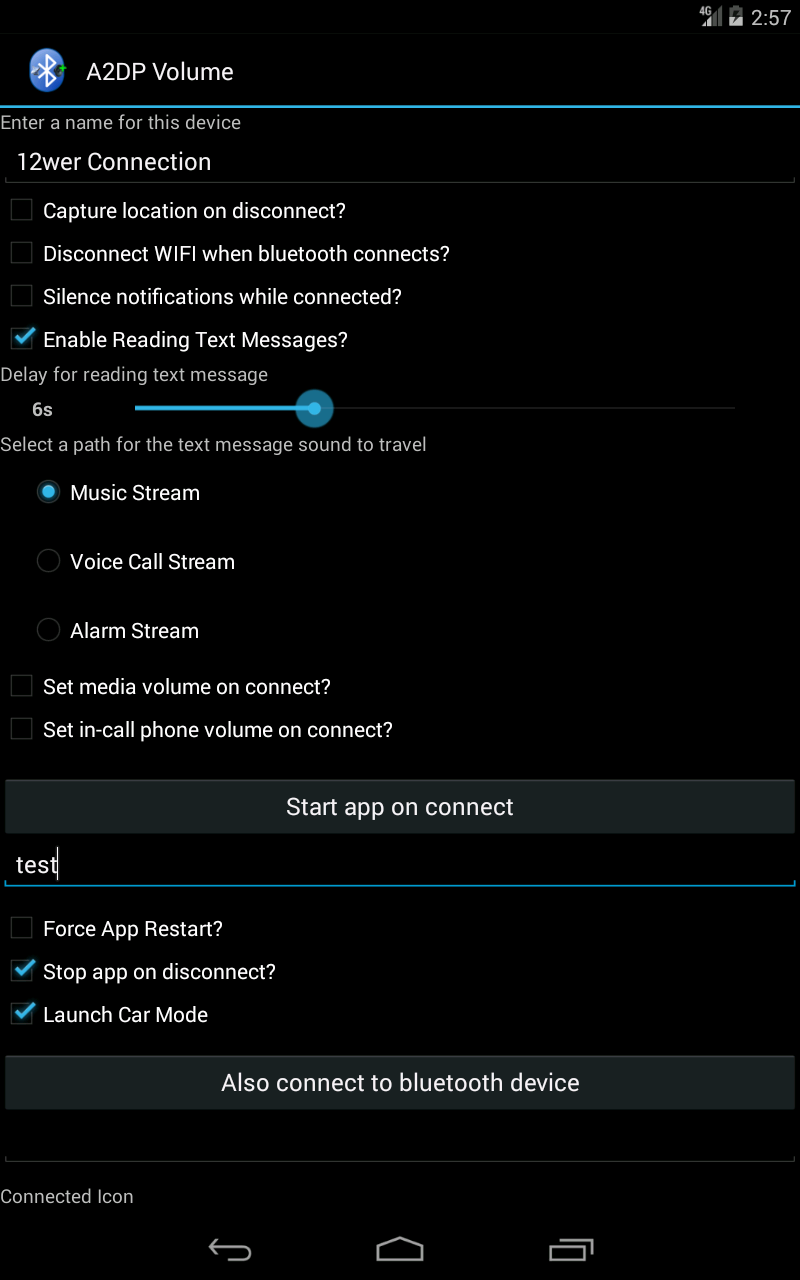 4G 2:57
A2DP Volume
Enter a name for this device
12wer Connection
Capture location on disconnect?
Disconnect WIFI when bluetooth connects?
Silence notifications while connected?
Enable Reading Text Messages?
Delay for reading text message
6s
Select a path for the text message sound to travel
Music Stream
Voice Call Stream
Alarm Stream
Set media volume on connect?
Set in-call phone volume on connect?
Start app on connect
test
Force App Restart?
Stop app on disconnect?
Launch Car Mode
Also connect to bluetooth device
Connected Icon